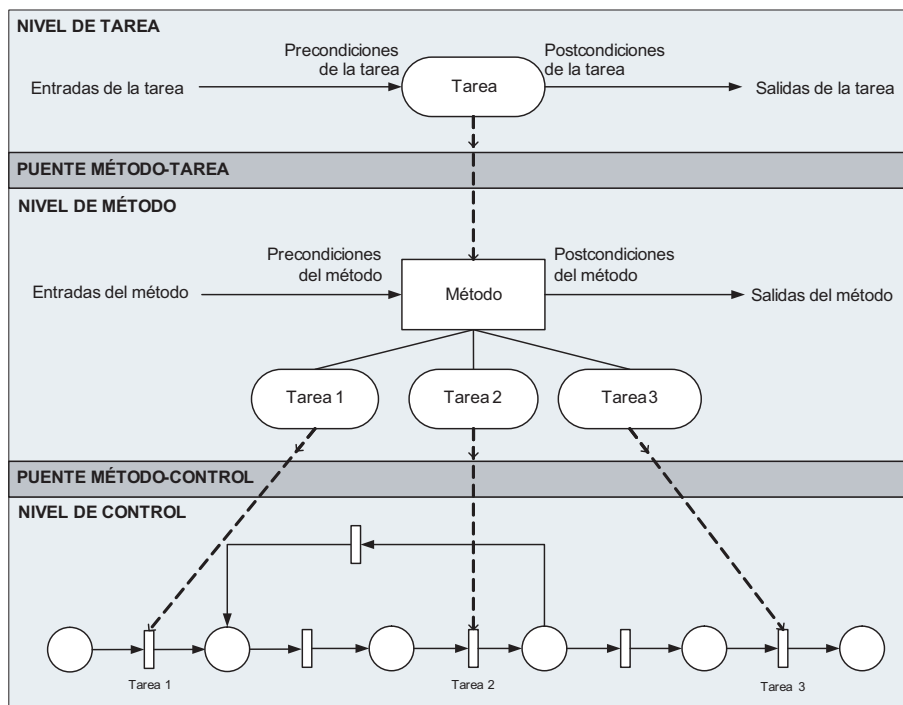 NIVEL DE TAREA
Precondiciones
de la tarea
Postcondiciones
de la tarea
Entradas de la tarea
Tarea
Salidas de la tarea
PUENTE MÉTODO-TAREA
NIVEL DE MÉTODO
Precondiciones
del método
Postcondiciones
del método
Entradas del método
Método
Salidas del método
Tarea 1
Tarea 2
Tarea 3
PUENTE MÉTODO-CONTROL
NIVEL DE CONTROL
Tarea 1
Tarea 2
Tarea 3